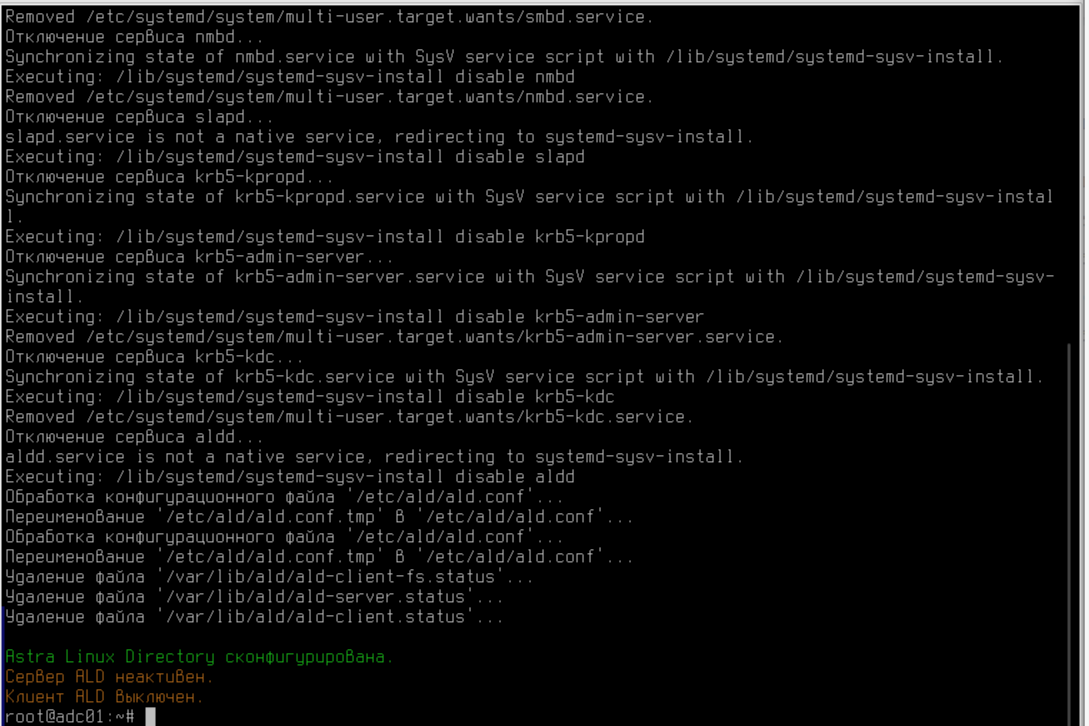 Removed /etc/systemd/system/multi-user.target.wants/smbd.service.
Отключение сервиса nmbd...
Synchronizing state of nmbd.service with SysV service script with /lib/systemd/systemd-sysv-install.
Executing: /lib/systemd/systemd-sysv-install disable nmbd
Removed /etc/systemd/system/multi-user.target.wants/nmbd.service.
Отключение сервиса slapd...
slapd.service is not a native service, redirecting to systemd-sysv-install.
Executing: /lib/systemd/systemd-sysv-install disable slapd
Отключение сервиса krb5-kpropd...
Synchronizing state of krb5-kpropd.service with SysV service script with /lib/systemd/systemd-sysv-instal
l.
Executing: /lib/systemd/systemd-sysv-install disable krb5-kpropd
Отключение сервиса krb5-admin-server...
Synchronizing state of krb5-admin-server.service with SysV service script with /lib/systemd/systemd-sysv-
install.
Executing: /lib/systemd/systemd-sysv-install disable krb5-admin-server
Removed /etc/systemd/system/multi-user.target.wants/krb5-admin-server.service.
Отключение сервиса krb5-kdc...
Synchronizing state of krb5-kdc.service with SysV service script with /lib/systemd/systemd-sysv-install.
Executing: /lib/systemd/systemd-sysv-install disable krb5-kdc
Removed /etc/systemd/system/multi-user.target.wants/krb5-kdc.service.
Отключение сервиса aldd...
aldd.service is not a native service, redirecting to systemd-sysv-install.
Executing: /lib/systemd/systemd-sysv-install disable aldd
Обработка конфигурационного файла '/etc/ald/ald.conf'...
Переименование '/etc/ald/ald.conf.tmp' в '/etc/ald/ald.conf'...
Обработка конфигурационного файла '/etc/ald/ald.conf'...
Переименование '/etc/ald/ald.conf.tmp' в '/etc/ald/ald.conf'...
Удаление файла '/var/lib/ald/ald-client-fs.status'...
Удаление файла '/var/lib/ald/ald-server.status'...
Удаление файла '/var/lib/ald/ald-client.status'...
Astra Linux Directory сконфигурирована.
Сервер ALD неактивен.
Клиент ALD выключен.
root@adc01:~#